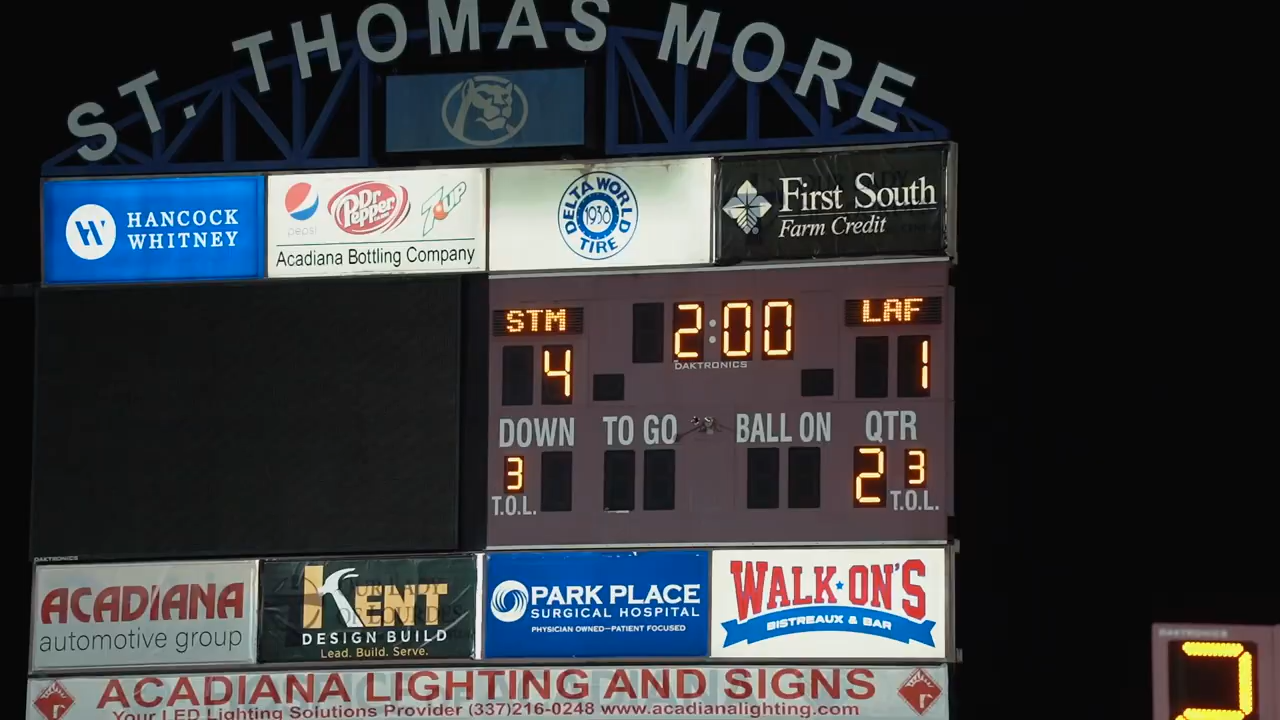 ST. THOMAS MORE
HANCOCK
WHITNEY
pepsi
Dr Pepper
7UP
Acadiana Bottling Company
DELTA WORLD
1938
TIRE
First South
Farm Credit
STM
2:00
LAF
DAKTRONICS
4
1
DOWN
TO GO
BALL ON
QTR
3
2
3
T.O.L.
T.O.L.
DAKTRONICS
ACADIANA
automotive group
KENT
DESIGN BUILD
Lead. Build. Serve.
PARK PLACE
SURGICAL HOSPITAL
PHYSICIAN OWNED—PATIENT FOCUSED
WALK-ON'S
BISTREAUX & BAR
DAKTRONICS
ACADIANA LIGHTING AND SIGNS
Your LED Lighting Solutions Provider (337)216-0248 www.acadianalighting.com